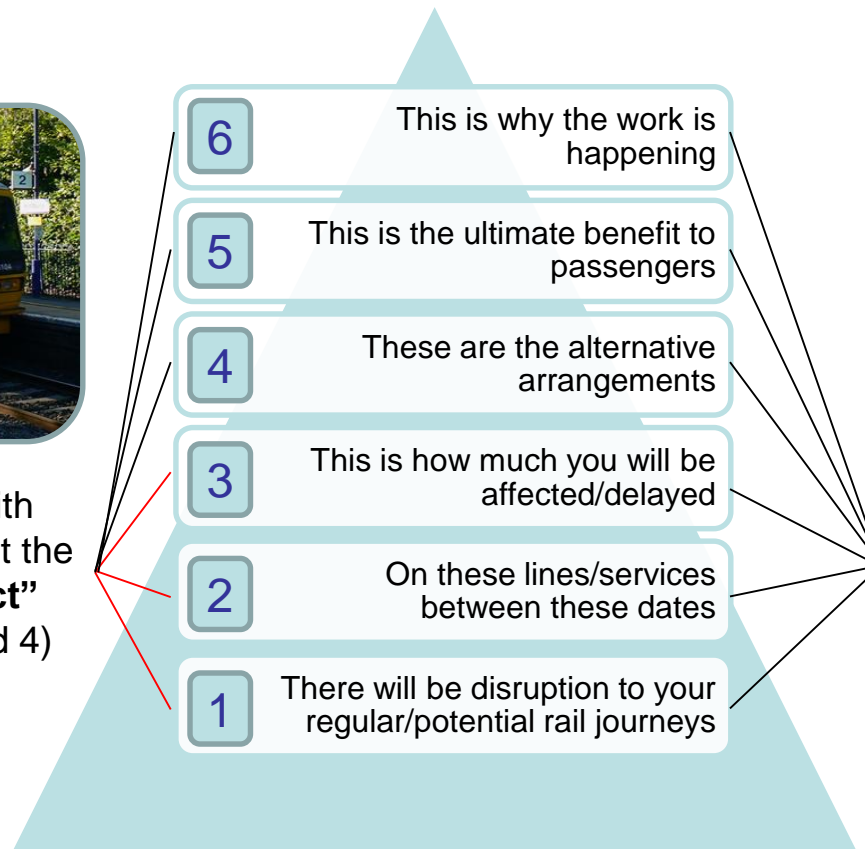 2
6
This is why the work is
happening
5
This is the ultimate benefit to
passengers
4
These are the alternative
arrangements
3
This is how much you will be
affected/delayed
2
On these lines/services
between these dates
1
There will be disruption to your
regular/potential rail journeys
t the
4)